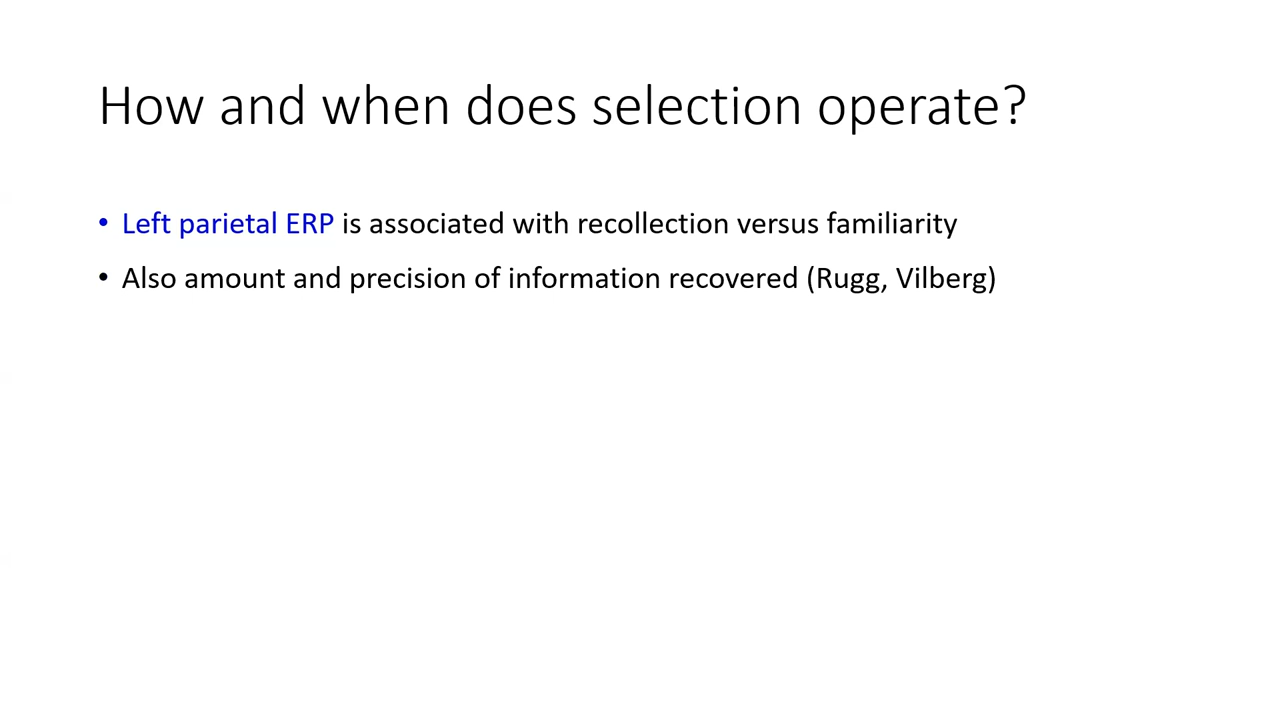 How and when does selection operate?
• Left parietal ERP is associated with recollection versus familiarity
• Also amount and precision of information recovered (Rugg, Vilberg)